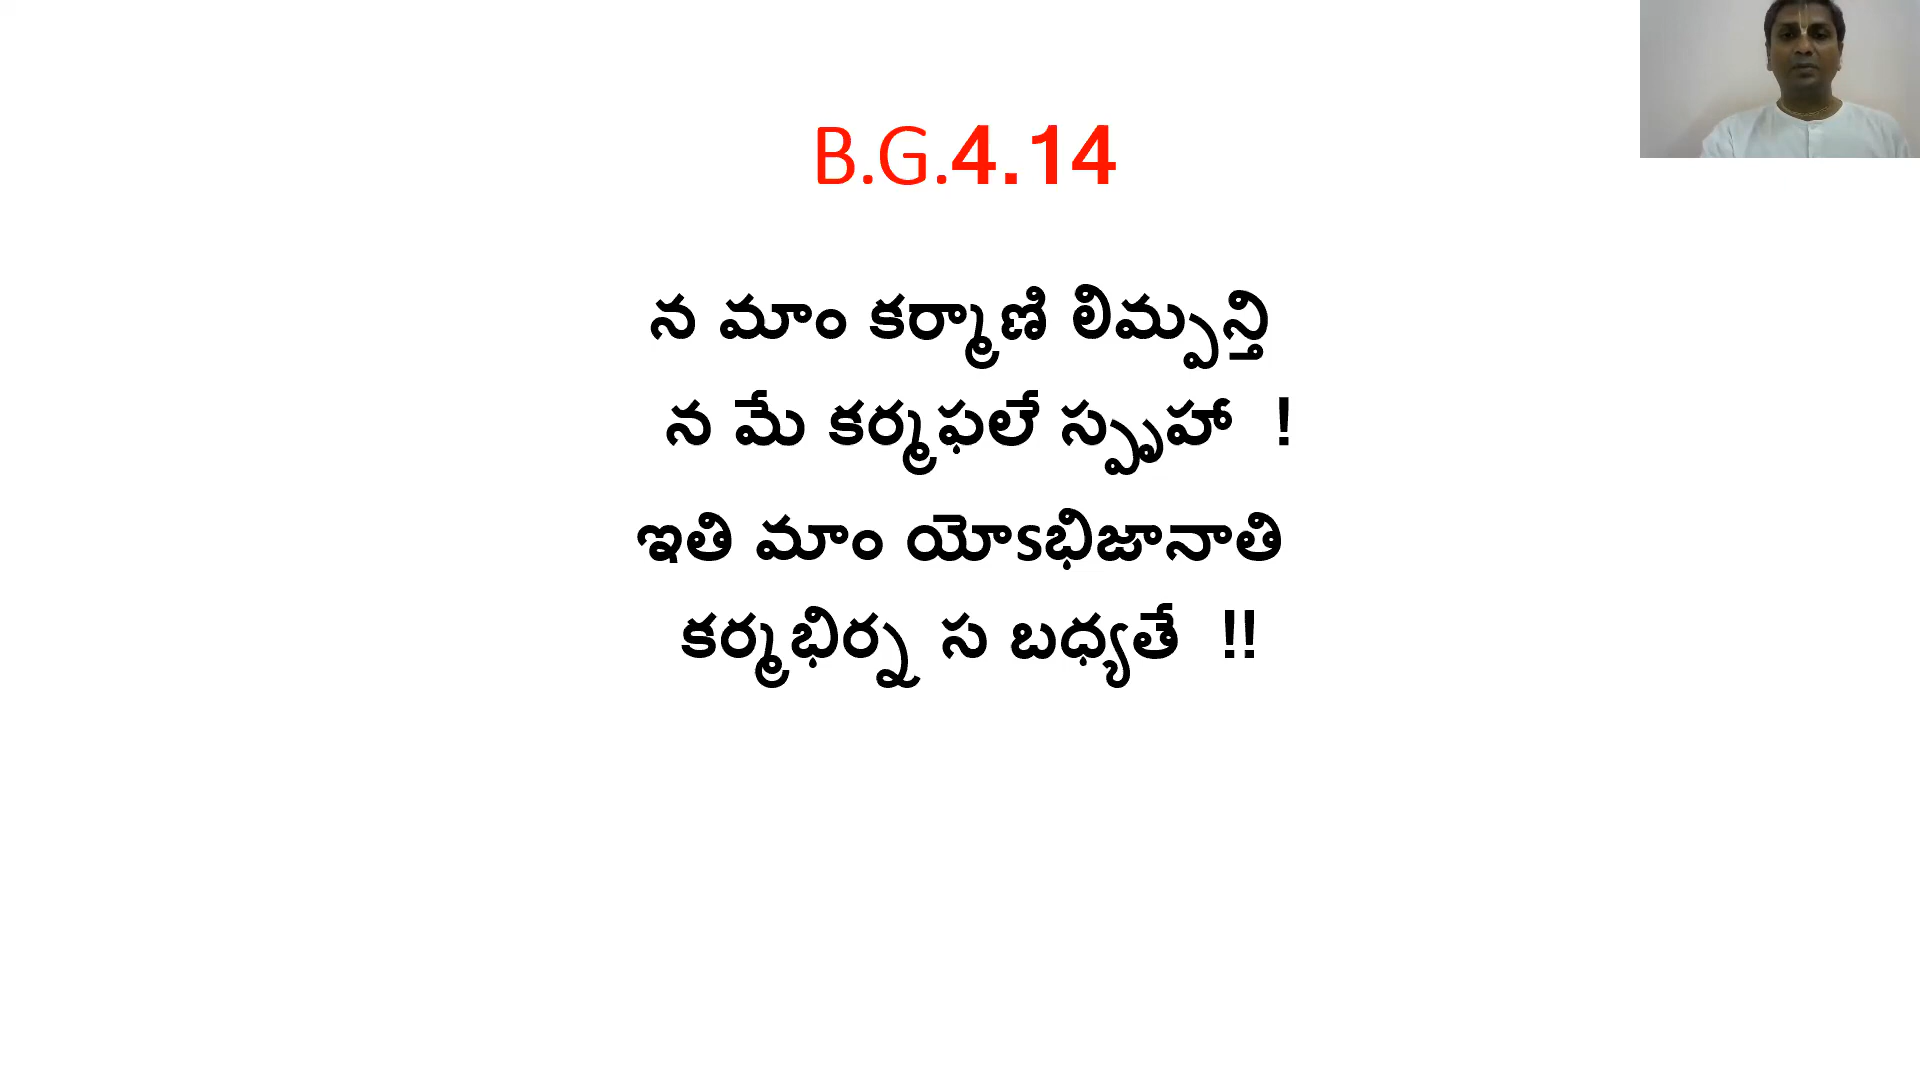 B.G.4.14
న మాం కర్మాణి లిమ్పన్తి
న మే కర్మఫలే స్పృహా !
ఇతి మాం యోఽభిజానాతి
కర్మభిర్న స బధ్యతే !!